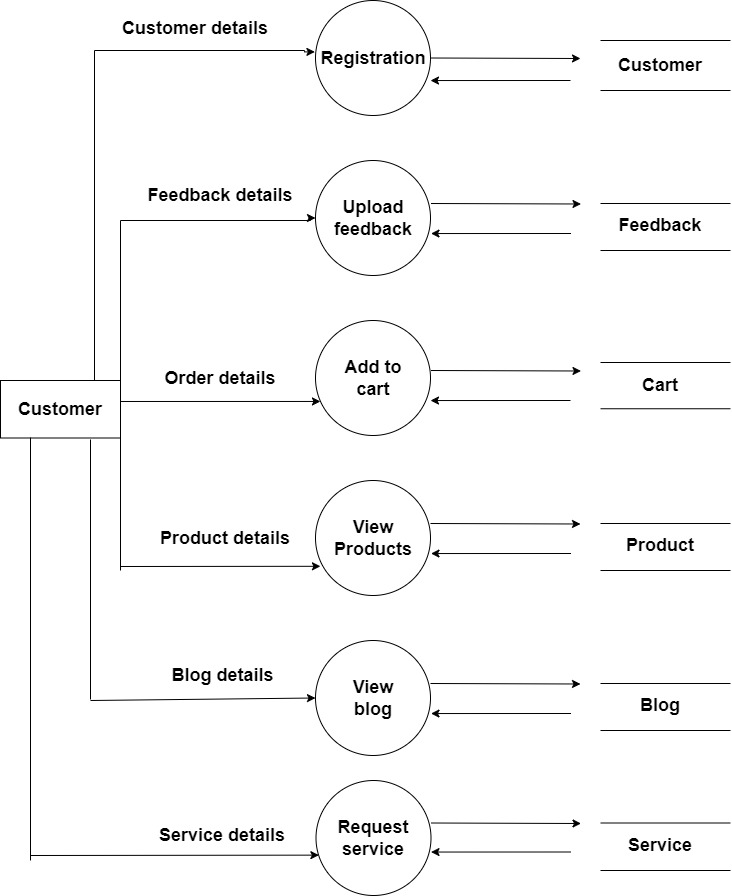 Customer details
Registration
Customer
Feedback details
Upload
feedback
Feedback
Order details
Add to
cart
Cart
Customer
Product details
View
Products
Product
Blog details
View
blog
Blog
Service details
Request
service
Service